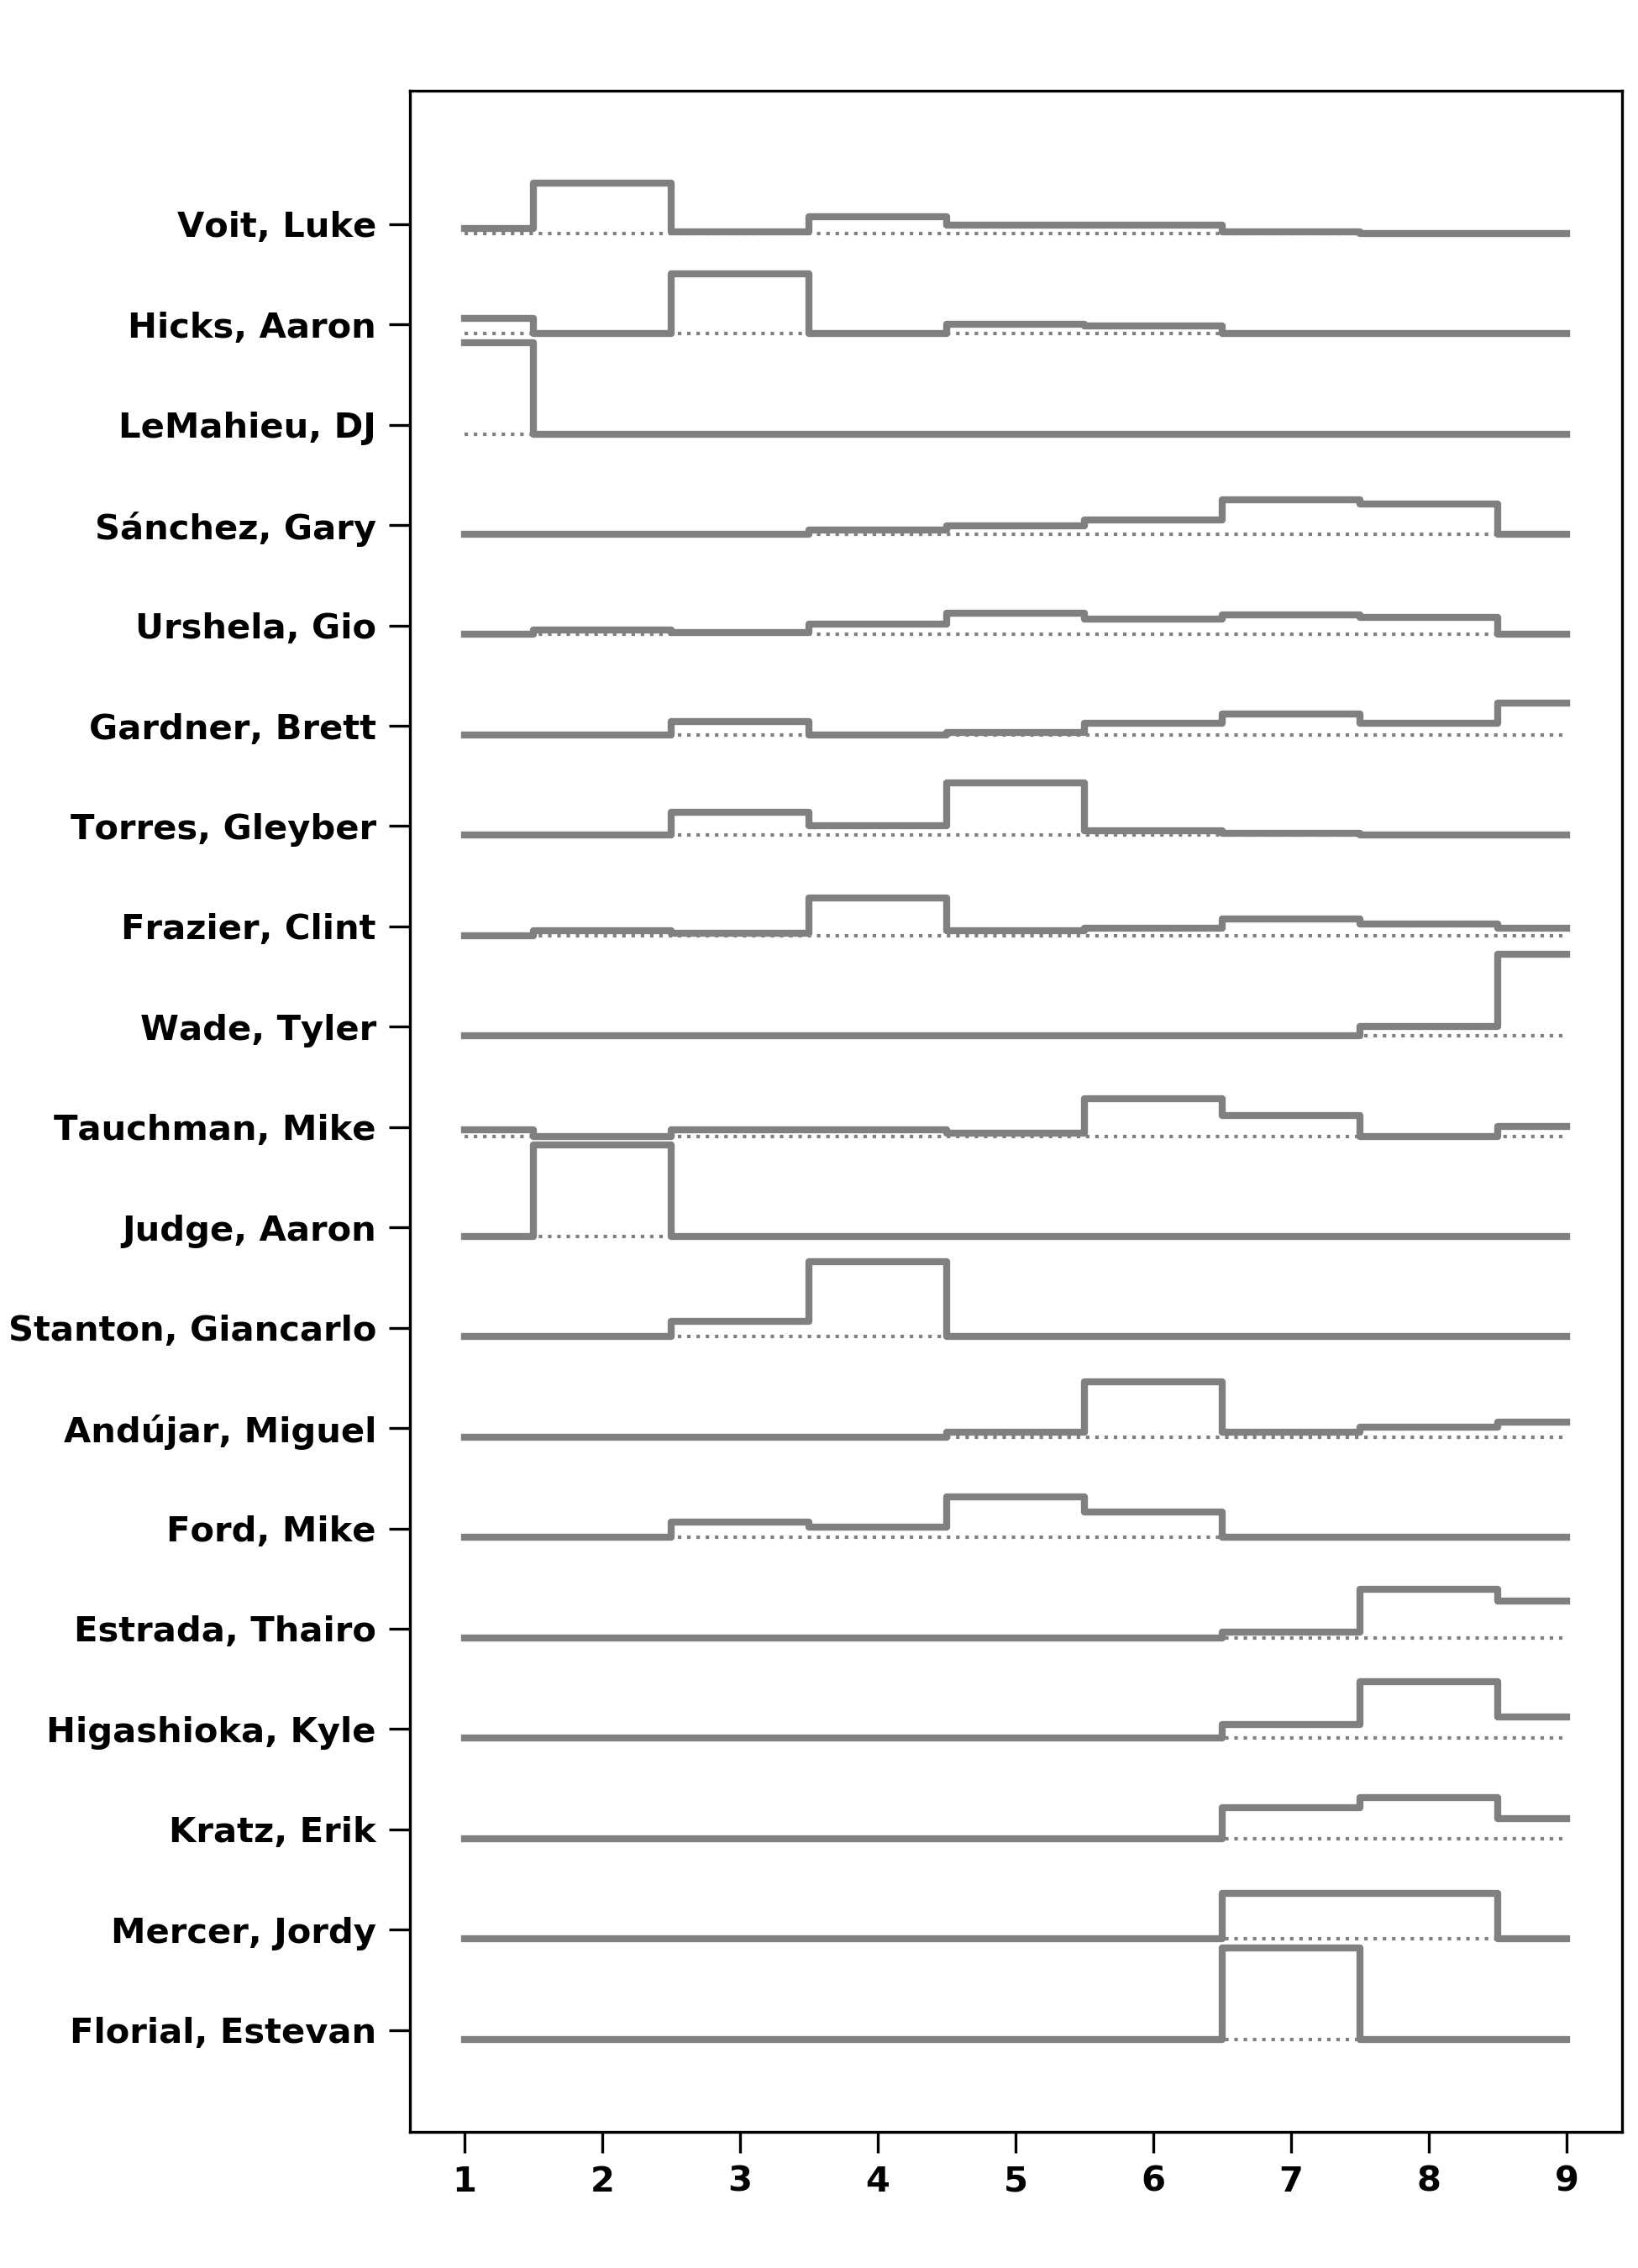 Voit, Luke
Hicks, Aaron
LeMahieu, DJ
Sánchez, Gary
Urshela, Gio
Gardner, Brett
Torres, Gleyber
Frazier, Clint
Wade, Tyler
Tauchman, Mike
Judge, Aaron
Stanton, Giancarlo
Andújar, Miguel
Ford, Mike
Estrada, Thairo
Higashioka, Kyle
Kratz, Erik
Mercer, Jordy
Florial, Estevan
1 2 3 4 5 6 7 8 9